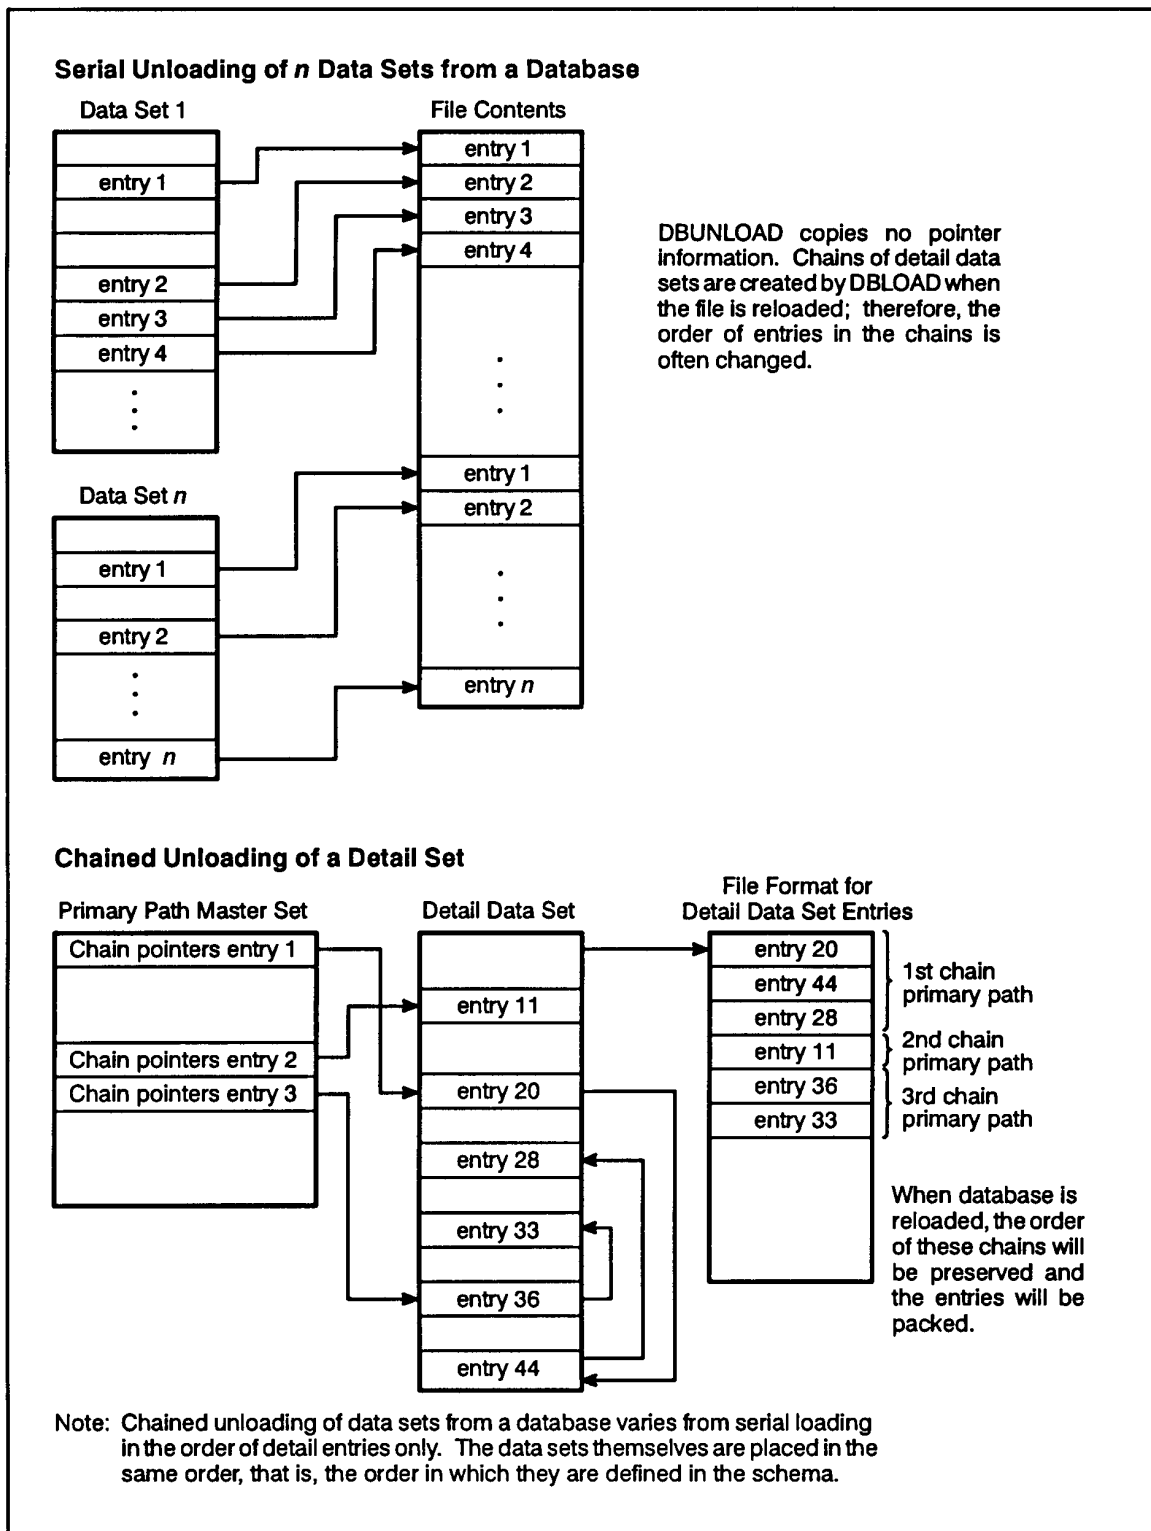 Serial Unloading of n Data Sets from a Database
Data Set 1
entry 1
entry 2
entry 3
entry 4
File Contents
entry 1
entry 2
entry 3
entry 4
entry 1
entry 2
entry n
DBUNLOAD copies no pointer
information. Chains of detail data
sets are created by DBLOAD when
the file is reloaded; therefore, the
order of entries in the chains is
often changed.
Data Set n
entry 1
entry 2
entry n
Chained Unloading of a Detail Set
Primary Path Master Set
Chain pointers entry 1
Chain pointers entry 2
Chain pointers entry 3
Detail Data Set
entry 11
entry 20
entry 28
entry 33
entry 36
entry 44
File Format for
Detail Data Set Entries
entry 20
entry 44
entry 28
entry 11
entry 36
entry 33
1st chain
primary path
2nd chain
primary path
3rd chain
primary path
When database is
reloaded, the order
of these chains will
be preserved and
the entries will be
packed.
Note: Chained unloading of data sets from a database varies from serial loading
in the order of detail entries only. The data sets themselves are placed in the
same order, that is, the order in which they are defined in the schema.